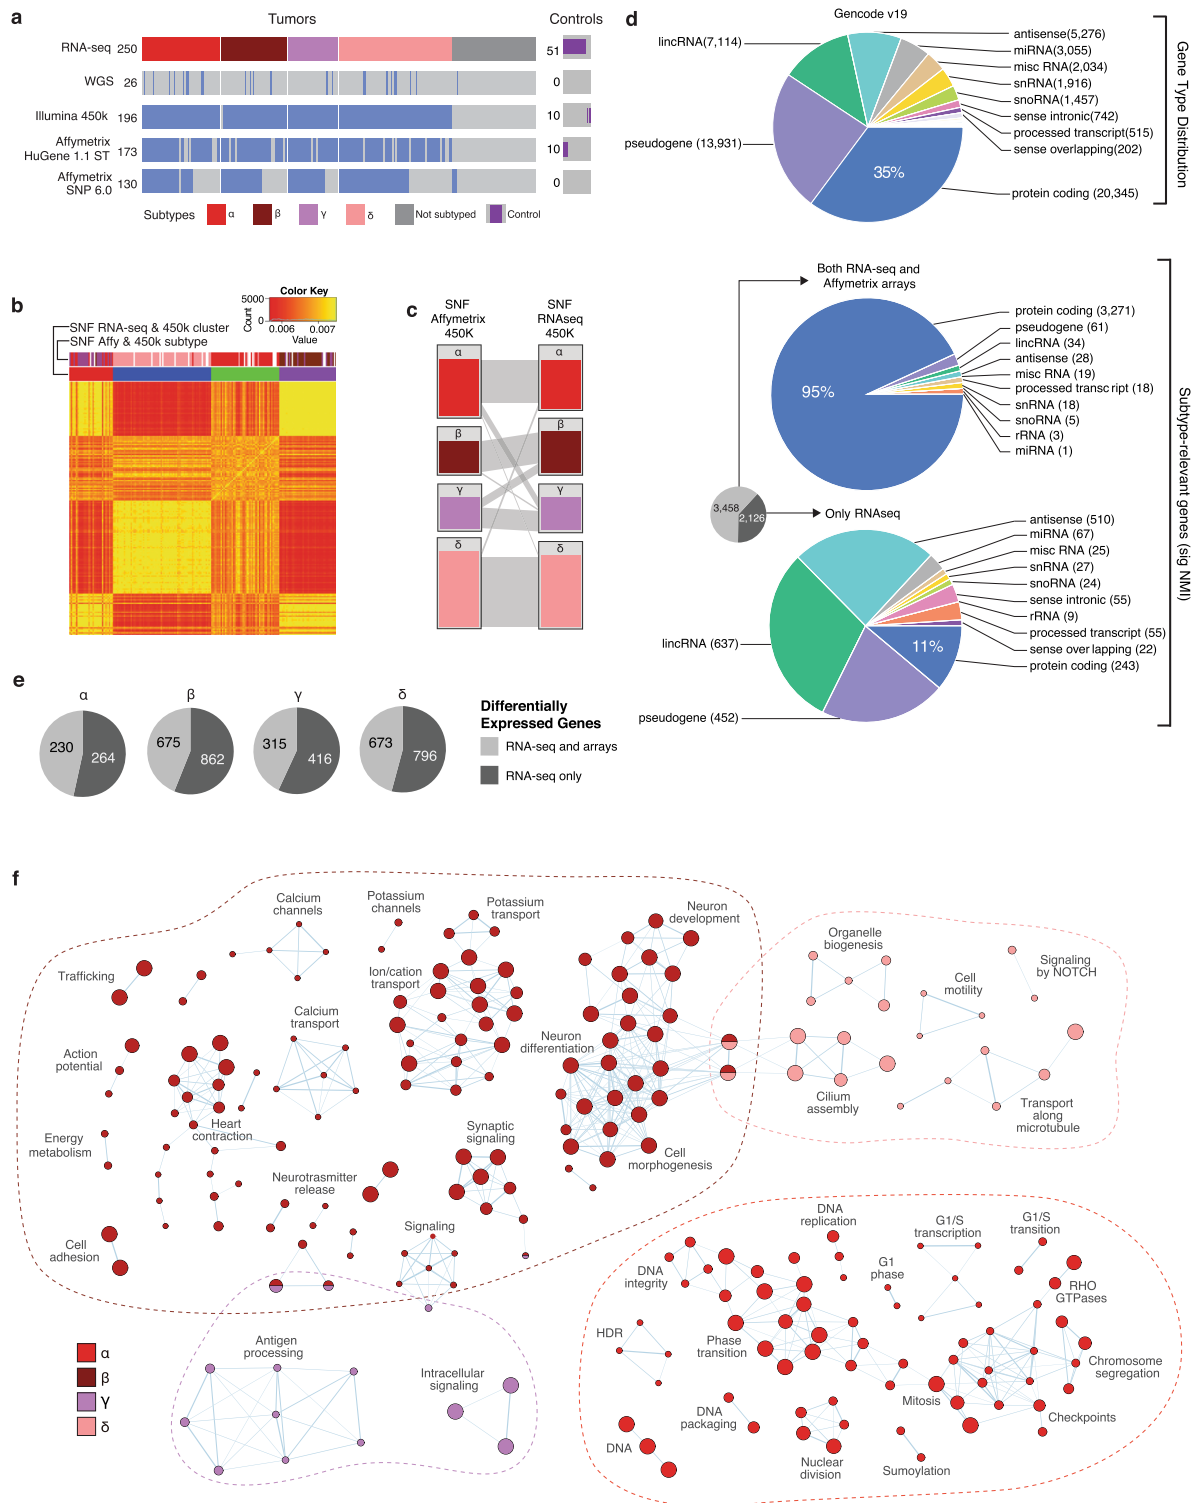 a
Tumors
Controls
RNA-seq 250
51
WGS 26
0
Illumina 450k 196
10
Affymetrix
HuGene 1.1 ST 173
10
Affymetrix
SNP 6.0 130
0
Subtypes α β γ δ Not subtyped Control
b
Color Key
5000
0
Count
0.006 0.007
Value
SNF RNA-seq & 450k cluster
SNF Affy & 450k subtype
c
SNF
Affymetrix
450K
SNF
RNAseq
450K
α α
β β
γ γ
δ δ
d
Gencode v19
lincRNA(7,114)
pseudogene (13,931)
35%
antisense(5,276)
miRNA(3,055)
misc RNA(2,034)
snRNA(1,916)
snoRNA(1,457)
sense intronic(742)
processed transcript(515)
sense overlapping(202)
protein coding (20,345)
Gene Type Distribution
Both RNA-seq and
Affymetrix arrays
95%
protein coding (3,271)
pseudogene (61)
lincRNA (34)
antisense (28)
misc RNA (19)
processed transcript (18)
snRNA (18)
snoRNA (5)
rRNA (3)
miRNA (1)
3,458
2,126
Only RNAseq
11%
antisense (510)
miRNA (67)
misc RNA (25)
snRNA (27)
snoRNA (24)
sense intronic (55)
rRNA (9)
processed transcript (55)
sense over lapping (22)
protein coding (243)
lincRNA (637)
pseudogene (452)
Subtype-relevant genes (sig NMI)
e
α β γ δ
230 264
675 862
315 416
673 796
Differentially
Expressed Genes
RNA-seq and arrays
RNA-seq only
f
Calcium
channels
Potassium
channels
Potassium
transport
Neuron
development
Trafficking
Ion/cation
transport
Calcium
transport
Neuron
differentiation
Action
potential
Heart
contraction
Energy
metabolism
Synaptic
signaling
Cell
morphogenesis
Neurotrasmitter
release
Signaling
Cell
adhesion
Organelle
biogenesis
Cell
motility
Signaling
by NOTCH
Cilium
assembly
Transport
along
microtubule
Antigen
processing
Intracellular
signaling
α
β
γ
δ
DNA
replication
G1/S
transcription
G1/S
transition
DNA
integrity
G1
phase
RHO
GTPases
HDR
Phase
transition
Chromosome
segregation
Mitosis
Checkpoints
DNA
packaging
DNA
Nuclear
division
Sumoylation